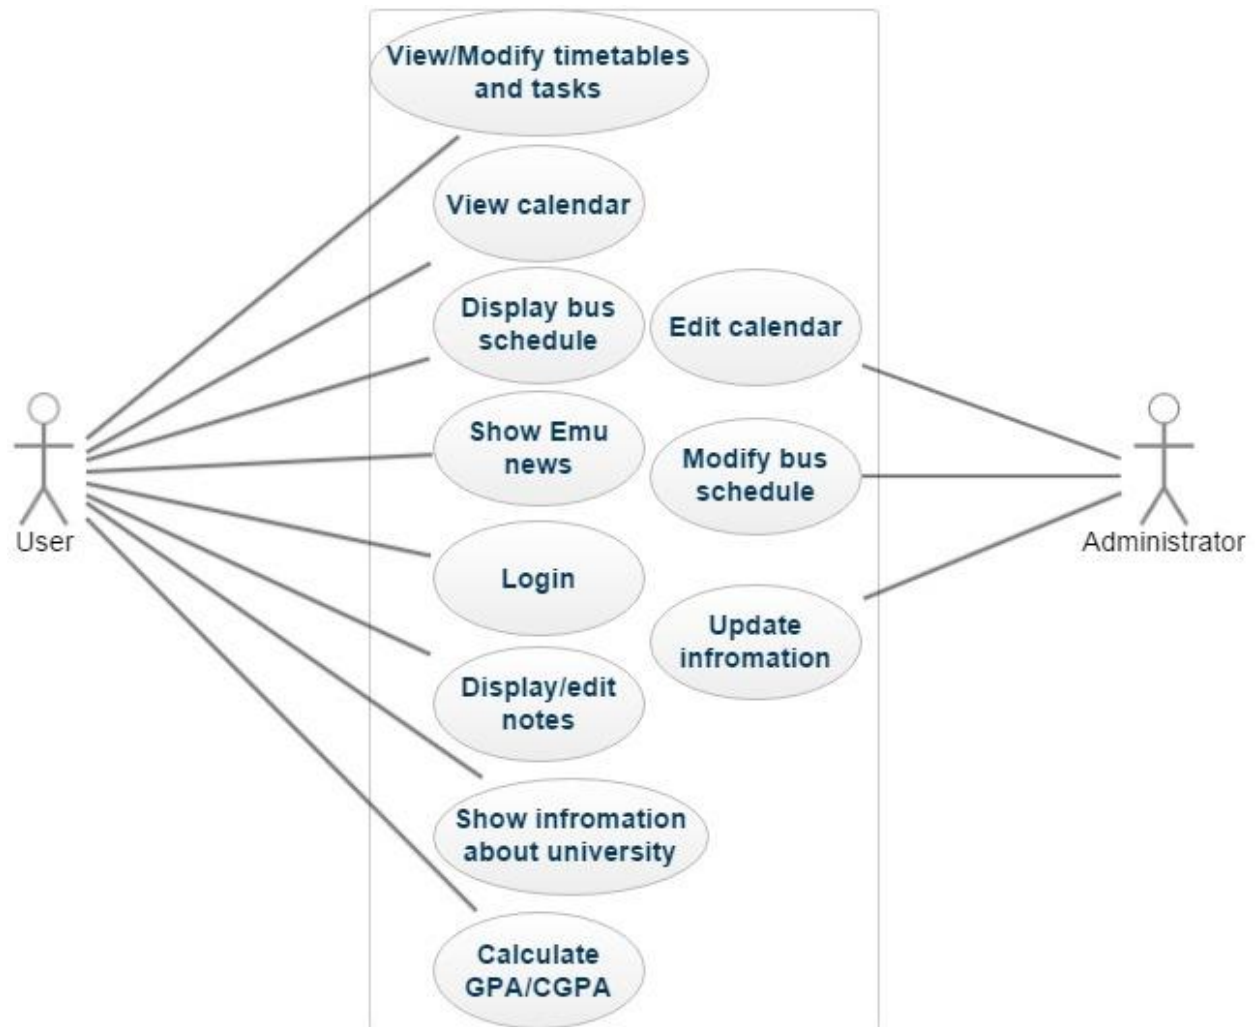 View/Modify timetables
and tasks
View calendar
Display bus
schedule
Edit calendar
Show Emu
news
Modify bus
schedule
User
Administrator
Login
Update
infromation
Display/edit
notes
Show infromation
about university
Calculate
GPA/CGPA